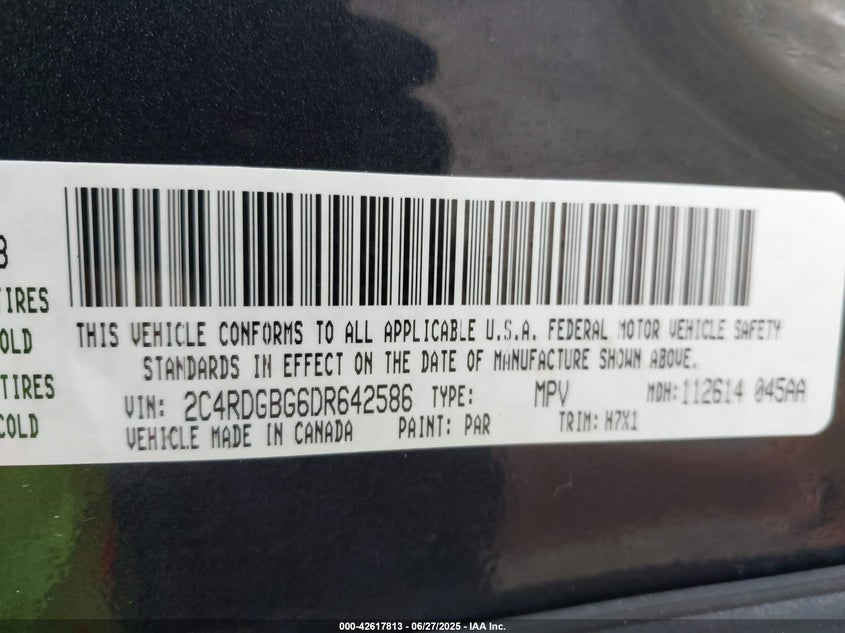 B
TIRES
OLD
TIRES
COLD
THIS VEHICLE CONFORMS TO ALL APPLICABLE U.S.A. FEDERAL MOTOR VEHICLE SAFETY
STANDARDS IN EFFECT ON THE DATE OF MANUFACTURE SHOWN ABOVE.
VIN: 2C4RDGBG6DR642586 TYPE: MPV MDH:112614 045AA
VEHICLE MADE IN CANADA PAINT: PAR TRIM: H7X1
000-42617813 / 06/27/2025 - IAA Inc.